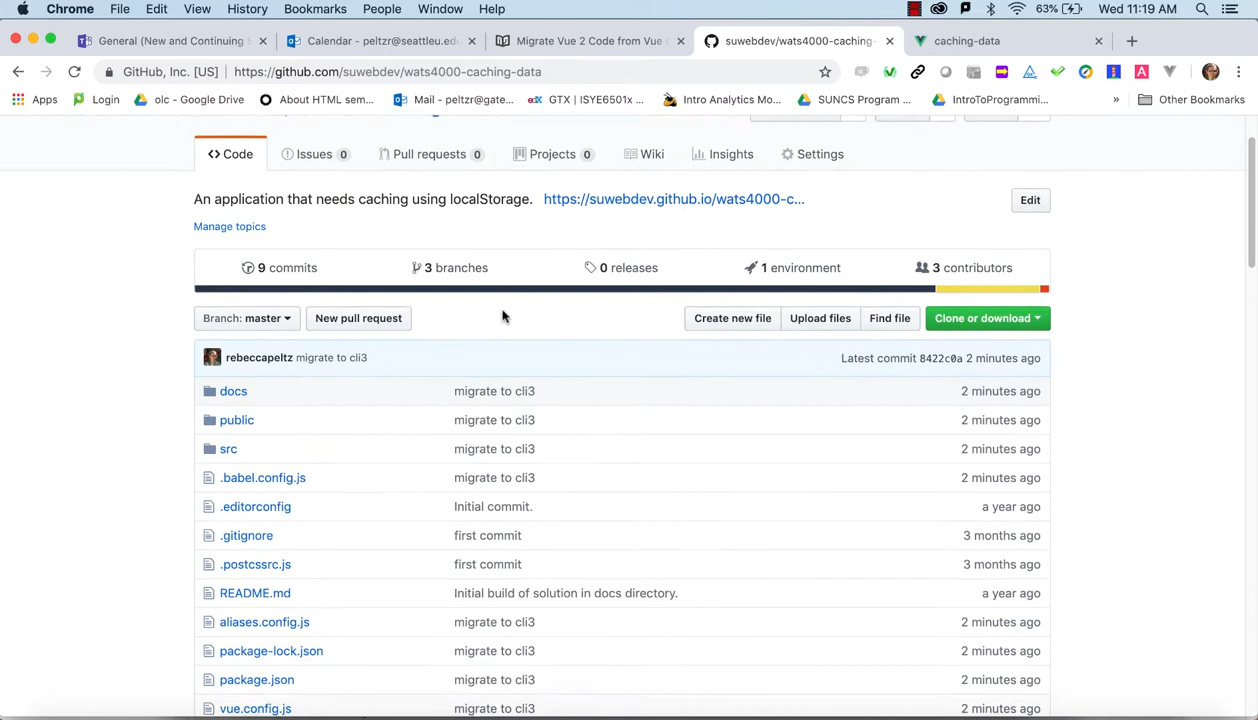 Chrome File Edit View History Bookmarks People Window Help 63% Wed 11:19 AM
General (New and Continuing S
Calendar - peltzr@seattleu.ed
Migrate Vue 2 Code from Vue
suwebdev/wats4000-caching-
caching-data
GitHub, Inc. [US] https://github.com/suwebdev/wats4000-caching-data
Apps Login olc - Google Drive About HTML sem... Mail - peltzr@gate... GTX | ISYE6501x ... Intro Analytics Mo... SUNCS Program ... IntroToProgrammi... » Other Bookmarks
Code Issues 0 Pull requests 0 Projects 0 Wiki Insights Settings
An application that needs caching using localStorage. https://suwebdev.github.io/wats4000-c... Edit
Manage topics
9 commits 3 branches 0 releases 1 environment 3 contributors
Branch: master New pull request Create new file Upload files Find file Clone or download
rebeccapeltz migrate to cli3 Latest commit 8422c0a 2 minutes ago
docs migrate to cli3 2 minutes ago
public migrate to cli3 2 minutes ago
src migrate to cli3 2 minutes ago
.babel.config.js migrate to cli3 2 minutes ago
.editorconfig Initial commit. a year ago
.gitignore first commit 3 months ago
.postcssrc.js first commit 3 months ago
README.md Initial build of solution in docs directory. a year ago
aliases.config.js migrate to cli3 2 minutes ago
package-lock.json migrate to cli3 2 minutes ago
package.json migrate to cli3 2 minutes ago
vue.config.js migrate to cli3 2 minutes ago